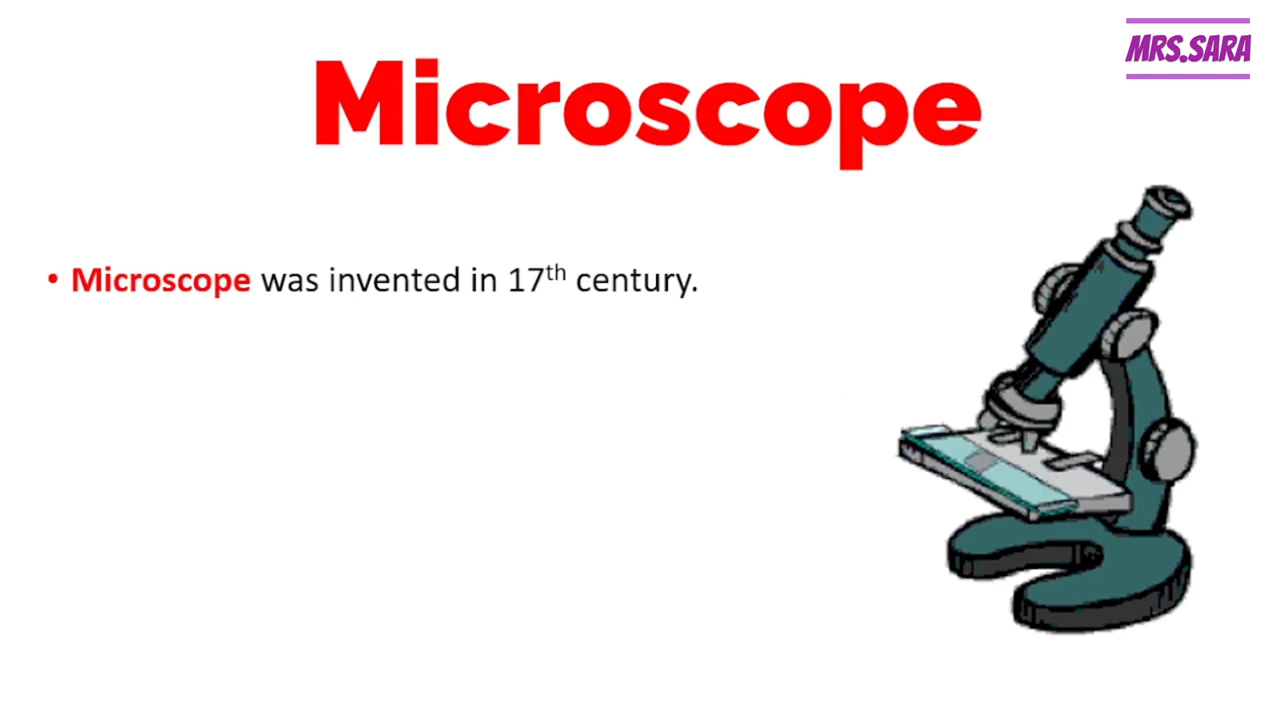 MRS.SARA
Microscope
• Microscope was invented in 17th century.